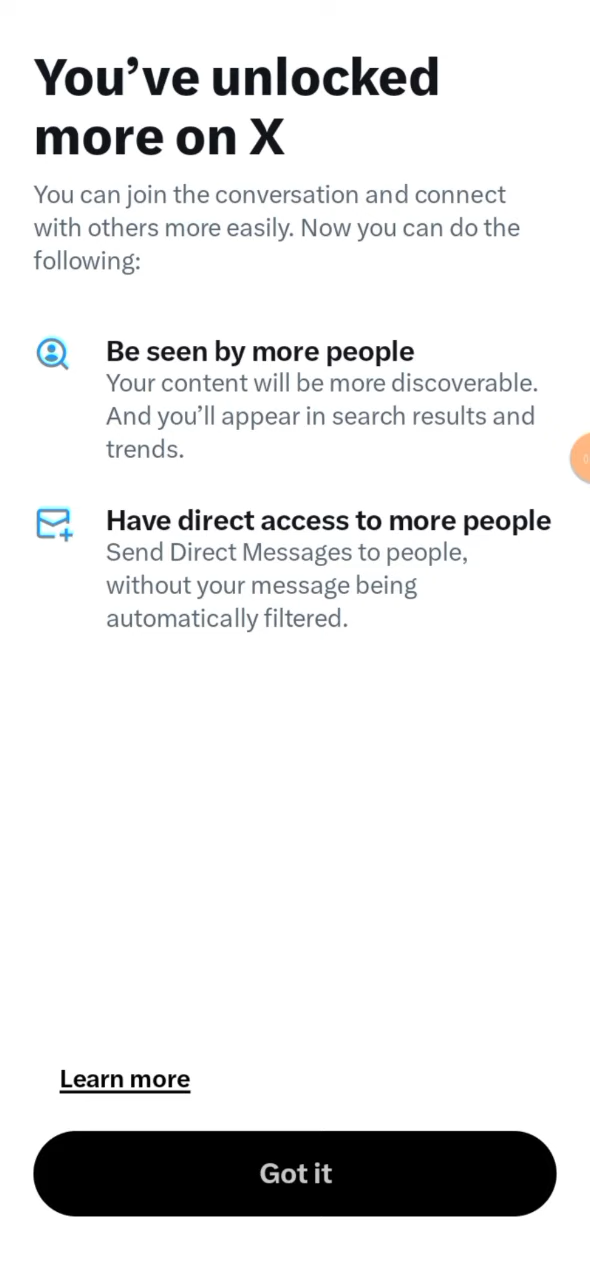 You’ve unlocked
more on X
You can join the conversation and connect
with others more easily. Now you can do the
following:
Be seen by more people
Your content will be more discoverable.
And you’ll appear in search results and
trends.
Have direct access to more people
Send Direct Messages to people,
without your message being
automatically filtered.
Learn more
Got it